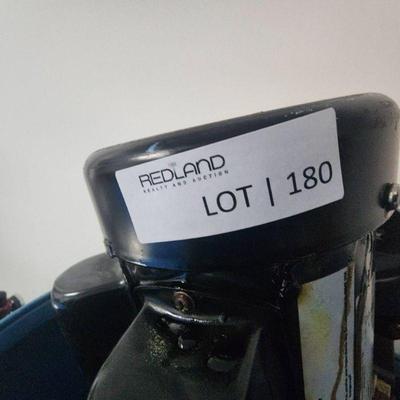 REDLAND
REALTY AND AUCTION
LOT | 180